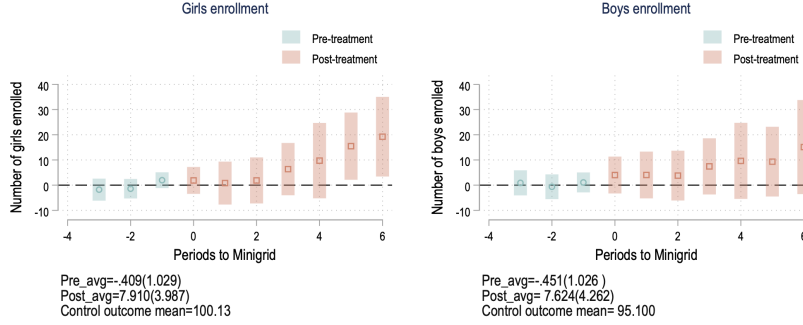 Girls enrollment
Pre-treatment
Post-treatment
Number of girls enrolled
40
30
20
10
0
-10
-4
-2
0
2
4
6
Periods to Minigrid
Pre_avg=-.409(1.029)
Post_avg=7.910(3.987)
Control outcome mean=100.13
Boys enrollment
Pre-treatment
Post-treatment
Number of boys enrolled
40
30
20
10
0
-10
-4
-2
0
2
4
6
Periods to Minigrid
Pre_avg=-.451(1.026 )
Post_avg= 7.624(4.262)
Control outcome mean=95.100